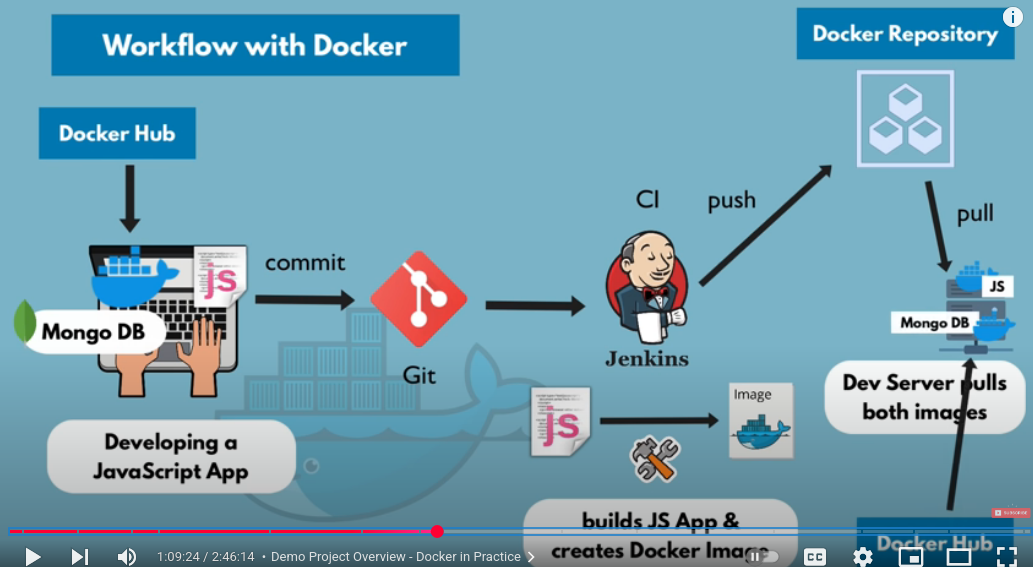 Workflow with Docker
Docker Repository
Docker Hub
CI
push
pull
commit
js
JS
Mongo DB
Mongo DB
Jenkins
Git
Dev Server pulls
both images
js
Image
Developing a
JavaScript App
builds JS App &
creates Docker Image
Docker Hub
1:09:24 / 2:46:14 • Demo Project Overview - Docker in Practice
CC